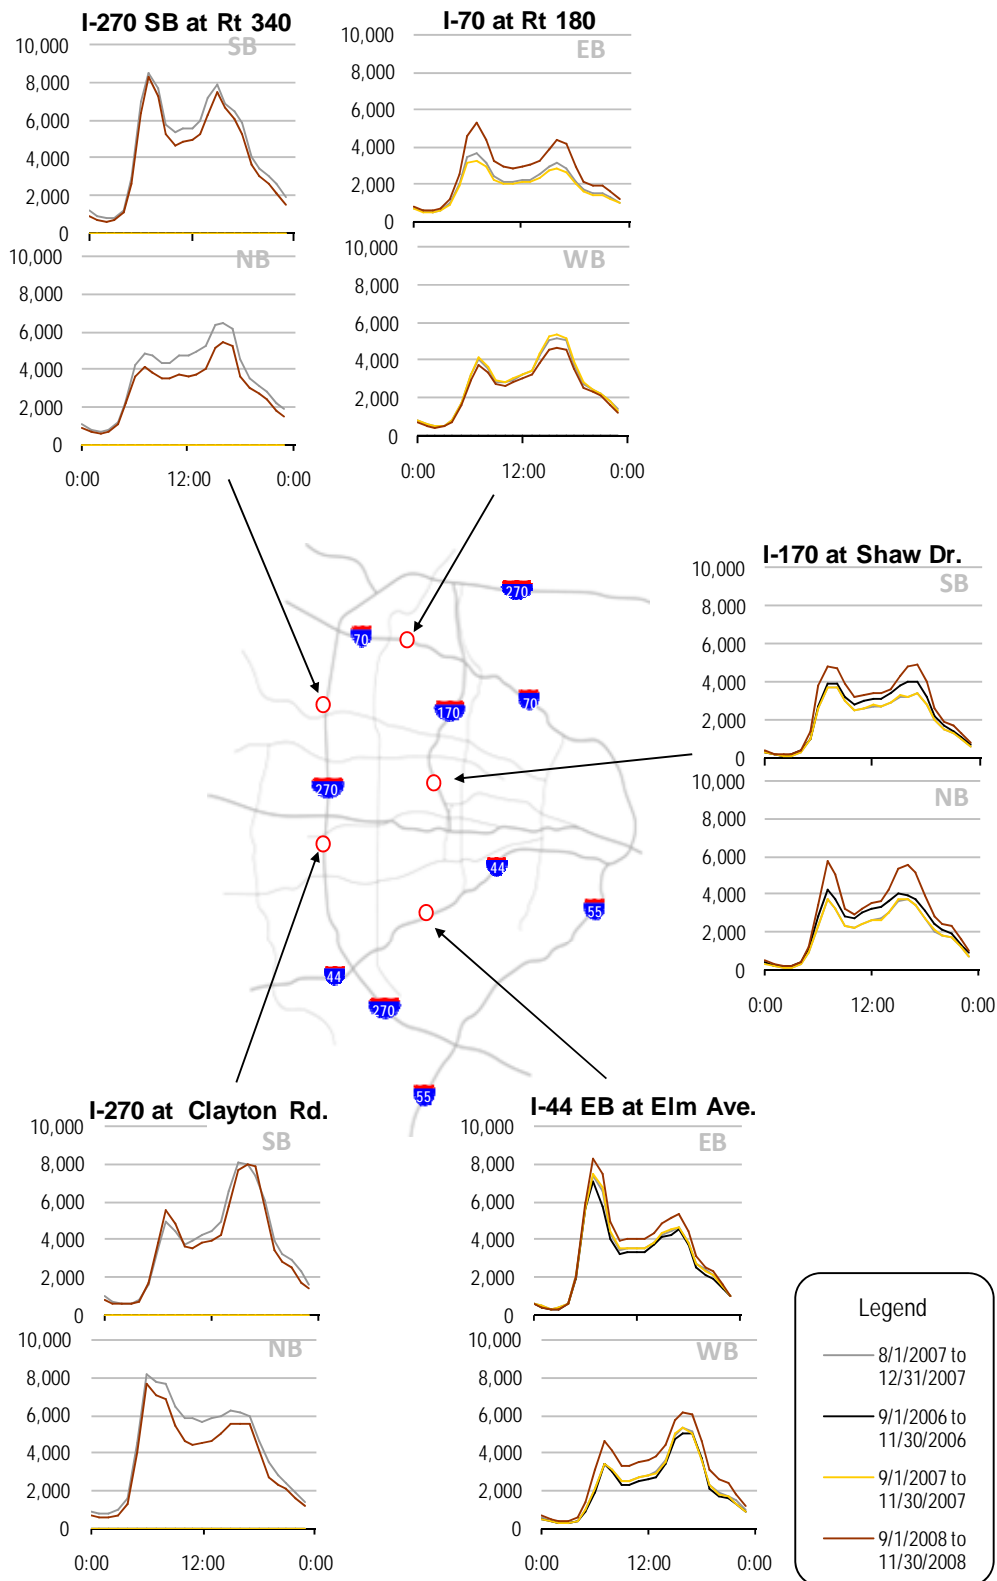 I-270 SB at Rt 340
SB
10,000
8,000
6,000
4,000
2,000
0
NB
10,000
8,000
6,000
4,000
2,000
0
0:00 12:00 0:00
I-70 at Rt 180
EB
10,000
8,000
6,000
4,000
2,000
0
WB
10,000
8,000
6,000
4,000
2,000
0
0:00 12:00 0:00
270
70
170
70
270
44
55
44
270
55
I-170 at Shaw Dr.
SB
10,000
8,000
6,000
4,000
2,000
0
NB
10,000
8,000
6,000
4,000
2,000
0
0:00 12:00 0:00
I-270 at Clayton Rd.
SB
10,000
8,000
6,000
4,000
2,000
0
NB
10,000
8,000
6,000
4,000
2,000
0
0:00 12:00 0:00
I-44 EB at Elm Ave.
EB
10,000
8,000
6,000
4,000
2,000
0
WB
10,000
8,000
6,000
4,000
2,000
0
0:00 12:00 0:00
Legend
8/1/2007 to
12/31/2007
9/1/2006 to
11/30/2006
9/1/2007 to
11/30/2007
9/1/2008 to
11/30/2008